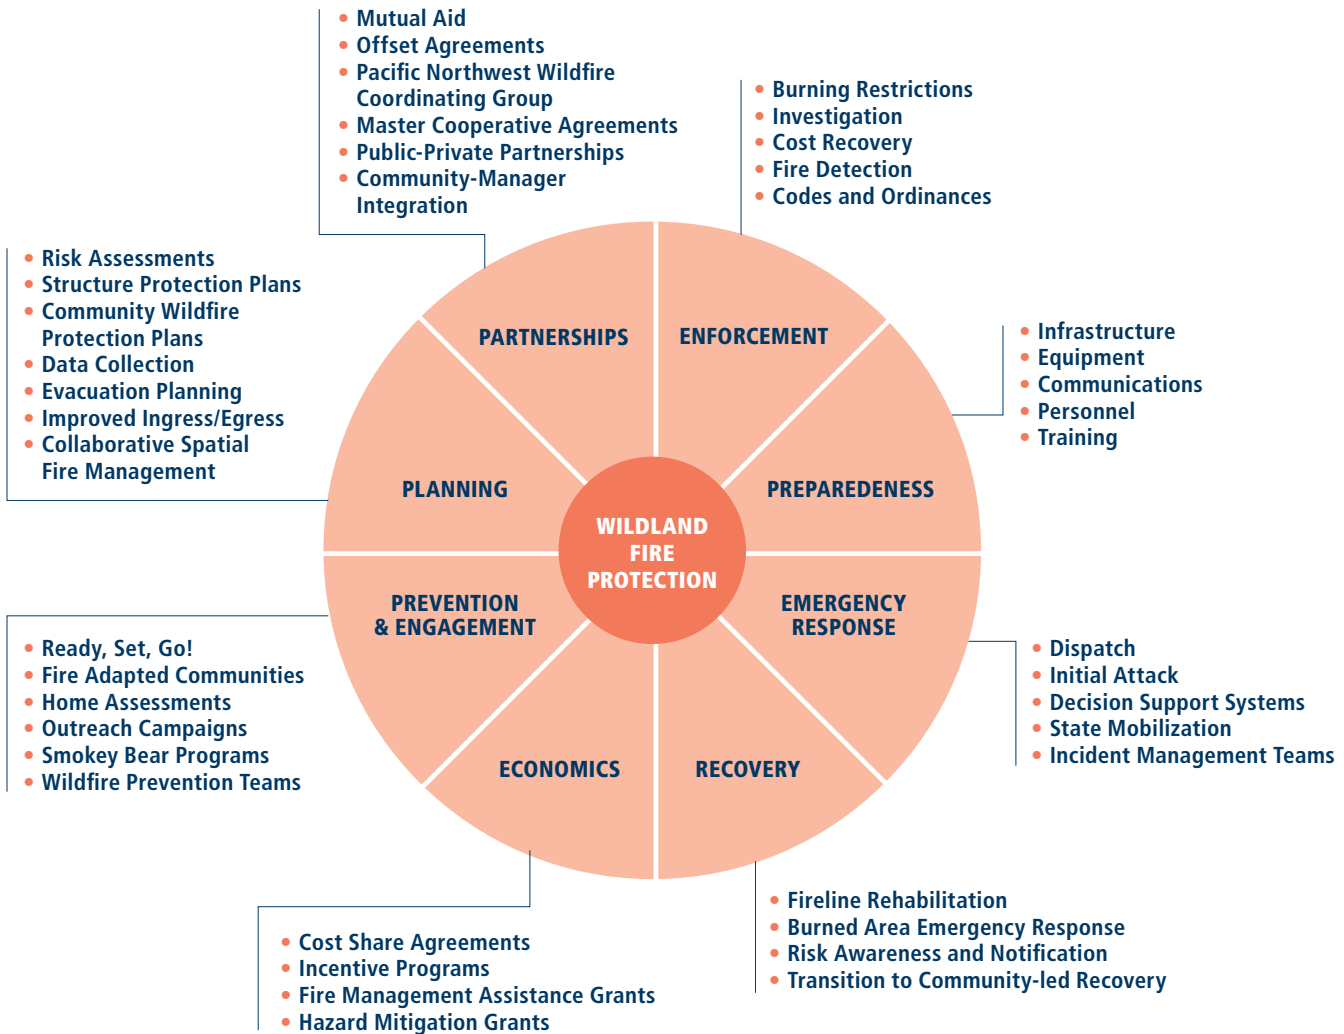 • Mutual Aid
• Offset Agreements
• Pacific Northwest Wildfire
Coordinating Group
• Master Cooperative Agreements
• Public-Private Partnerships
• Community-Manager
Integration
• Burning Restrictions
• Investigation
• Cost Recovery
• Fire Detection
• Codes and Ordinances
• Risk Assessments
• Structure Protection Plans
• Community Wildfire
Protection Plans
• Data Collection
• Evacuation Planning
• Improved Ingress/Egress
• Collaborative Spatial
Fire Management
• Infrastructure
• Equipment
• Communications
• Personnel
• Training
PARTNERSHIPS
ENFORCEMENT
PLANNING
PREPAREDENESS
WILDLAND
FIRE
PROTECTION
PREVENTION
& ENGAGEMENT
EMERGENCY
RESPONSE
ECONOMICS
RECOVERY
• Ready, Set, Go!
• Fire Adapted Communities
• Home Assessments
• Outreach Campaigns
• Smokey Bear Programs
• Wildfire Prevention Teams
• Dispatch
• Initial Attack
• Decision Support Systems
• State Mobilization
• Incident Management Teams
• Cost Share Agreements
• Incentive Programs
• Fire Management Assistance Grants
• Hazard Mitigation Grants
• Fireline Rehabilitation
• Burned Area Emergency Response
• Risk Awareness and Notification
• Transition to Community-led Recovery